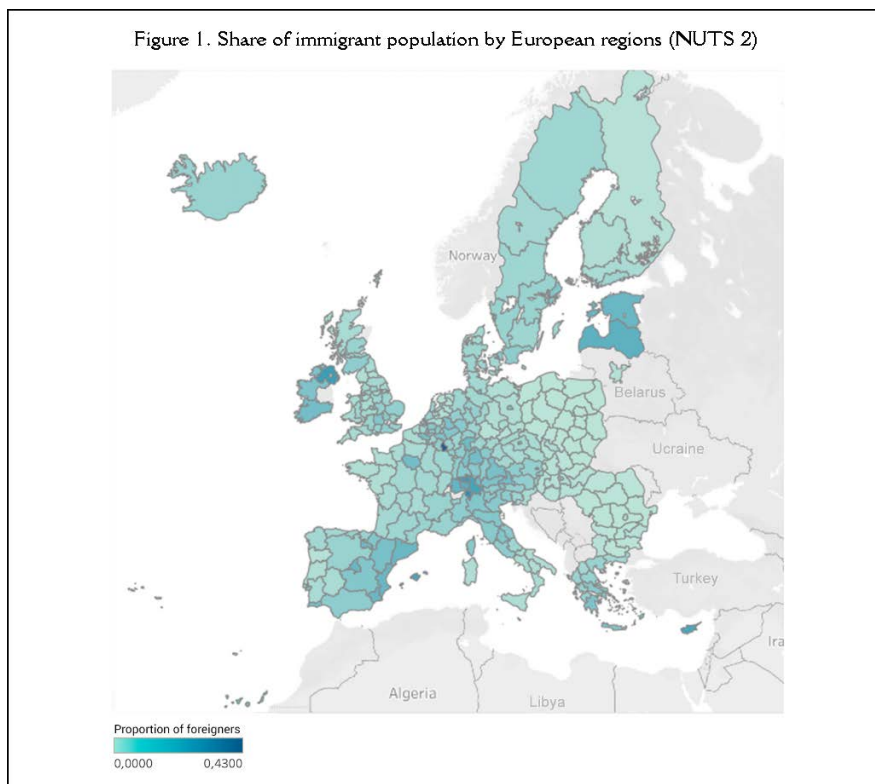 Figure 1. Share of immigrant population by European regions (NUTS 2)
Norway
Belarus
Ucraine
Turkey
Ira
Algeria
Libya
Proportion of foreigners
0,0000 0,4300